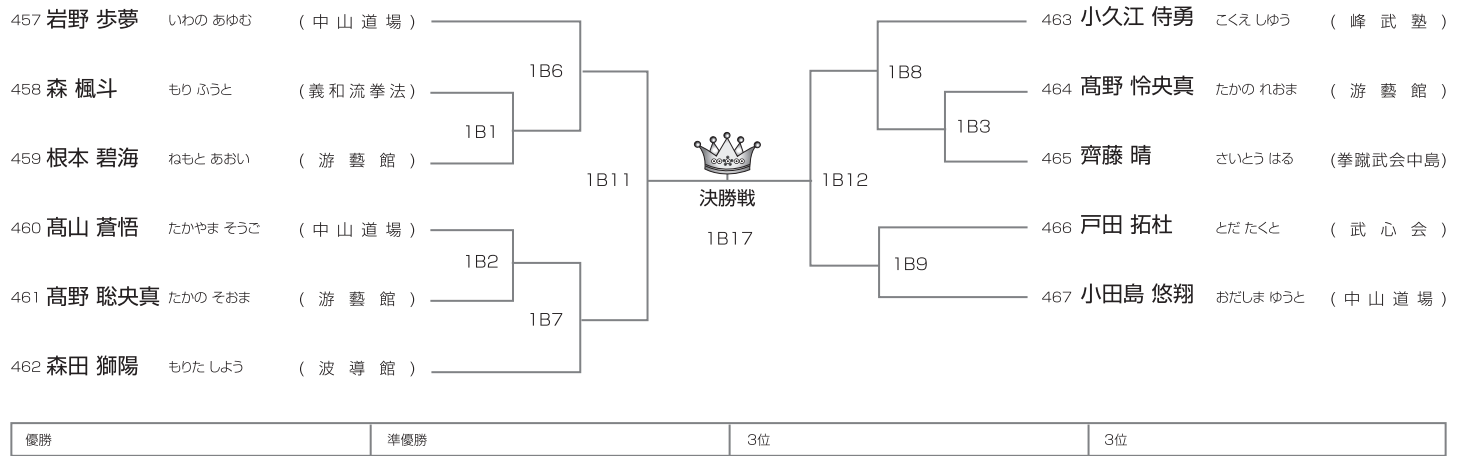 457 岩野 歩夢 いわの あゆむ (中山道場)
458 森 楓斗 もり ふうと (義和流拳法)
459 根本 碧海 ねもと あおい (游藝館)
460 髙山 蒼悟 たかやま そうご (中山道場)
461 髙野 聡央真 たかの そおま (游藝館)
462 森田 獅陽 もりた しよう (波導館)
1B6
1B1
1B2
1B7
1B11
決勝戦
1B17
1B12
1B8
1B3
1B9
463 小久江 侍勇 こくえ しゆう (峰武塾)
464 髙野 怜央真 たかの れおま (游藝館)
465 齊藤 晴 さいとう はる (拳蹴武会中島)
466 戸田 拓杜 とだ たくと (武心会)
467 小田島 悠翔 おだしま ゆうと (中山道場)
優勝 準優勝 3位 3位